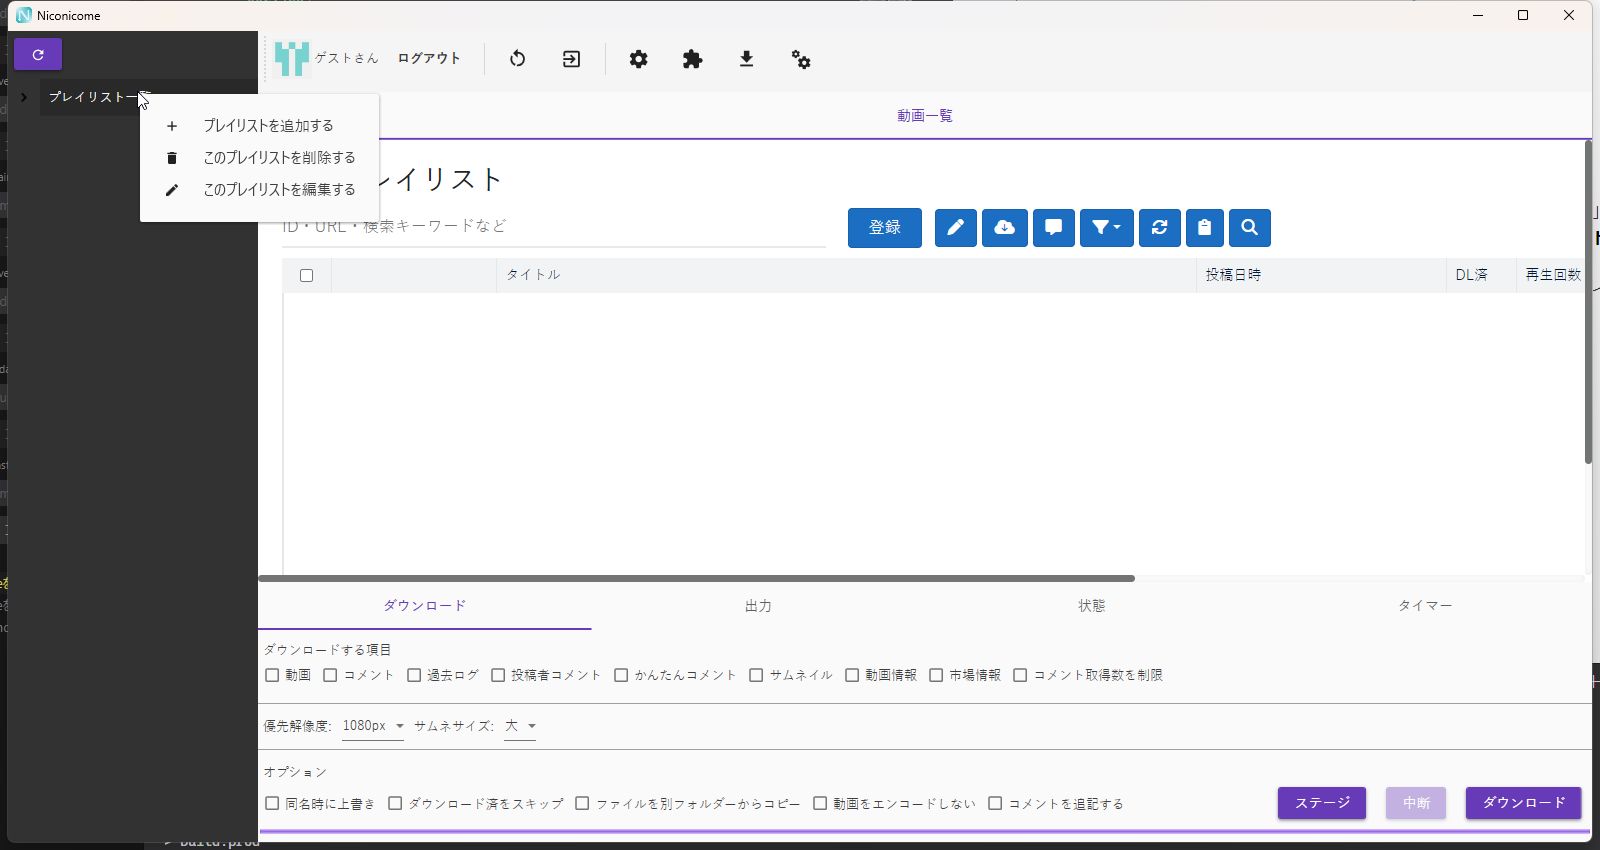 Niconicome
ゲストさん ログアウト
プレイリスト一覧
プレイリストを追加する
このプレイリストを削除する
このプレイリストを編集する
動画一覧
レイリスト
ID・URL・検索キーワードなど
登録
タイトル 投稿日時 DL済 再生回数
ダウンロード 出力 状態 タイマー
ダウンロードする項目
動画 コメント 過去ログ 投稿者コメント かんたんコメント サムネイル 動画情報 市場情報 コメント取得数を制限
優先解像度: 1080px サムネサイズ: 大
オプション
同名時に上書き ダウンロード済をスキップ ファイルを別フォルダーからコピー 動画をエンコードしない コメントを追記する
ステージ 中断 ダウンロード